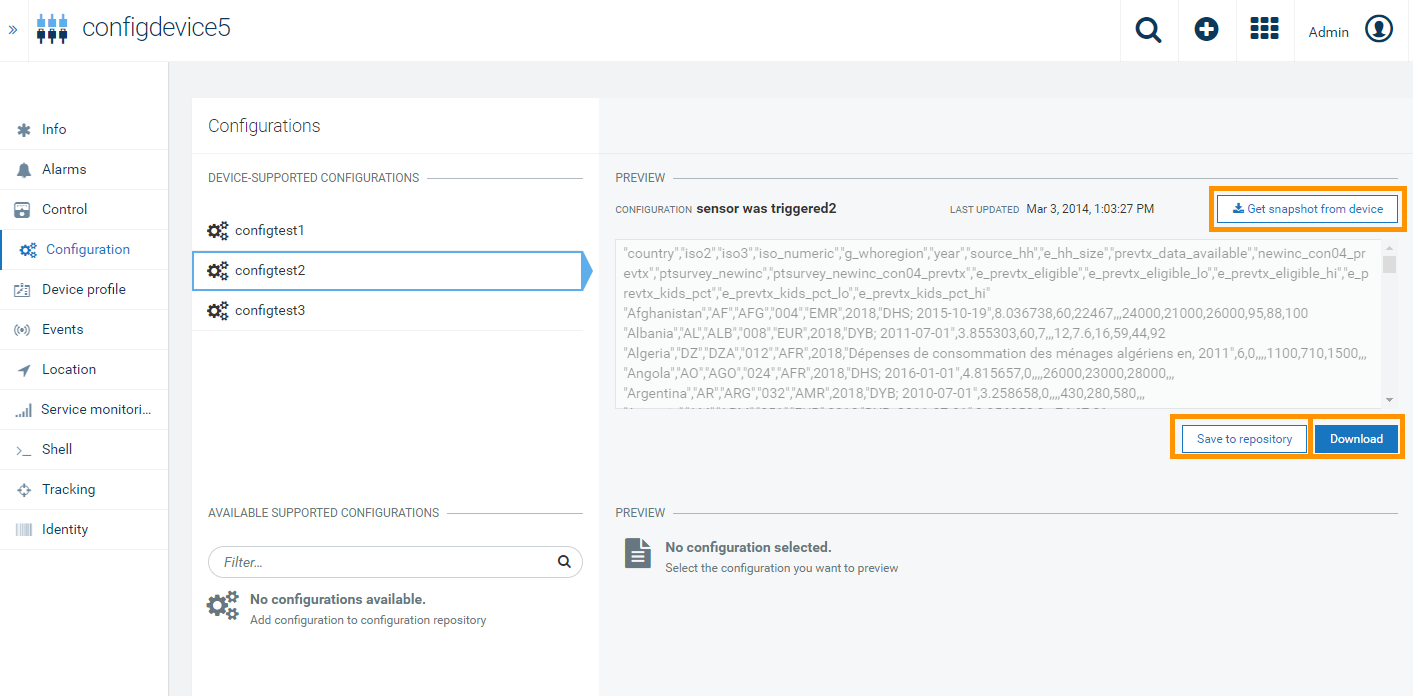 configdevice5
Admin
Info
Alarms
Control
Configuration
Device profile
Events
Location
Service monitori...
Shell
Tracking
Identity
Configurations
DEVICE-SUPPORTED CONFIGURATIONS
configtest1
configtest2
configtest3
AVAILABLE SUPPORTED CONFIGURATIONS
Filter...
No configurations available.
Add configuration to configuration repository
PREVIEW
CONFIGURATION sensor was triggered2 LAST UPDATED Mar 3, 2014, 1:03:27 PM
Get snapshot from device
"country","iso2","iso3","iso_numeric","g_whoregion","year","source_hh","e_hh_size","prevtx_data_available","newinc_con04_pr
evtx","ptsurvey_newinc","ptsurvey_newinc_con04_prevtx","e_prevtx_eligible","e_prevtx_eligible_lo","e_prevtx_eligible_hi","e_p
revtx_kids_pct","e_prevtx_kids_pct_lo","e_prevtx_kids_pct_hi"
"Afghanistan","AF","AFG","004","EMR",2018,"DHS; 2015-10-19",8.036738,60,22467,,,24000,21000,26000,95,88,100
"Albania","AL","ALB","008","EUR",2018,"DYB; 2011-07-01",3.855303,60,7,,,12,7.6,16,59,44,92
"Algeria","DZ","DZA","012","AFR",2018,"Dépenses de consommation des ménages algériens en, 2011",6,0,,,,1100,710,1500,,,
"Angola","AO","AGO","024","AFR",2018,"DHS; 2016-01-01",4.815657,0,,,,26000,23000,28000,,,
"Argentina","AR","ARG","032","AMR",2018,"DYB; 2010-07-01",3.258658,0,,,,430,280,580,,,
Save to repository
Download
PREVIEW
No configuration selected.
Select the configuration you want to preview